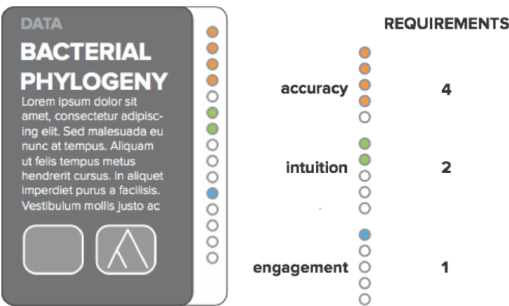 DATA
BACTERIAL
PHYLOGENY
Lorem ipsum dolor sit
amet, consectetur adipisc-
ing elit. Sed malesuada eu
nunc at tempus. Aliquam
ut felis tempus metus
hendrerit cursus. In aliquet
imperdiet purus a facilisis.
Vestibulum mollis justo ac
REQUIREMENTS
accuracy 4
intuition 2
engagement 1